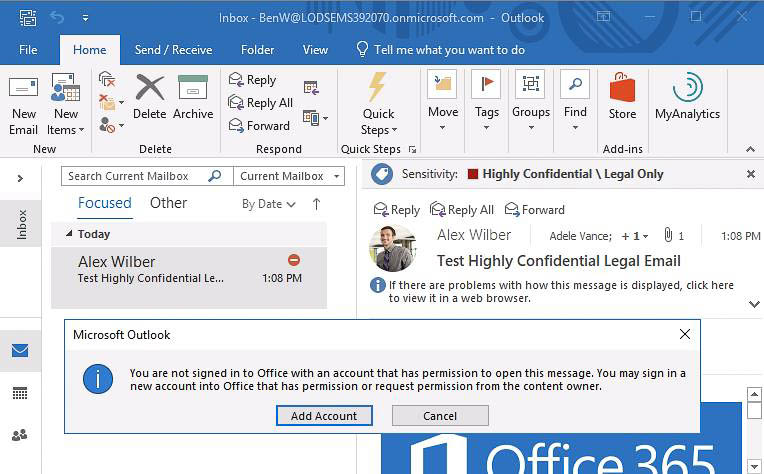 Inbox - BenW@LODSEMS392070.onmicrosoft.com - Outlook
File Home Send / Receive Folder View Tell me what you want to do
New Email
New Items
Delete
Archive
Reply
Reply All
Forward
Quick Steps
Move
Tags
Groups
Find
Store
MyAnalytics
New Delete Respond Quick Steps Add-ins
Search Current Mailbox Current Mailbox
Focused Other By Date
Today
Alex Wilber
Test Highly Confidential Le... 1:08 PM
Inbox
Sensitivity: Highly Confidential \ Legal Only
Reply Reply All Forward
Alex Wilber Adele Vance; + 1 1 1:08 PM
Test Highly Confidential Legal Email
If there are problems with how this message is displayed, click here
to view it in a web browser.
Microsoft Outlook
You are not signed in to Office with an account that has permission to open this message. You may sign in a
new account into Office that has permission or request permission from the content owner.
Add Account Cancel
Office 365